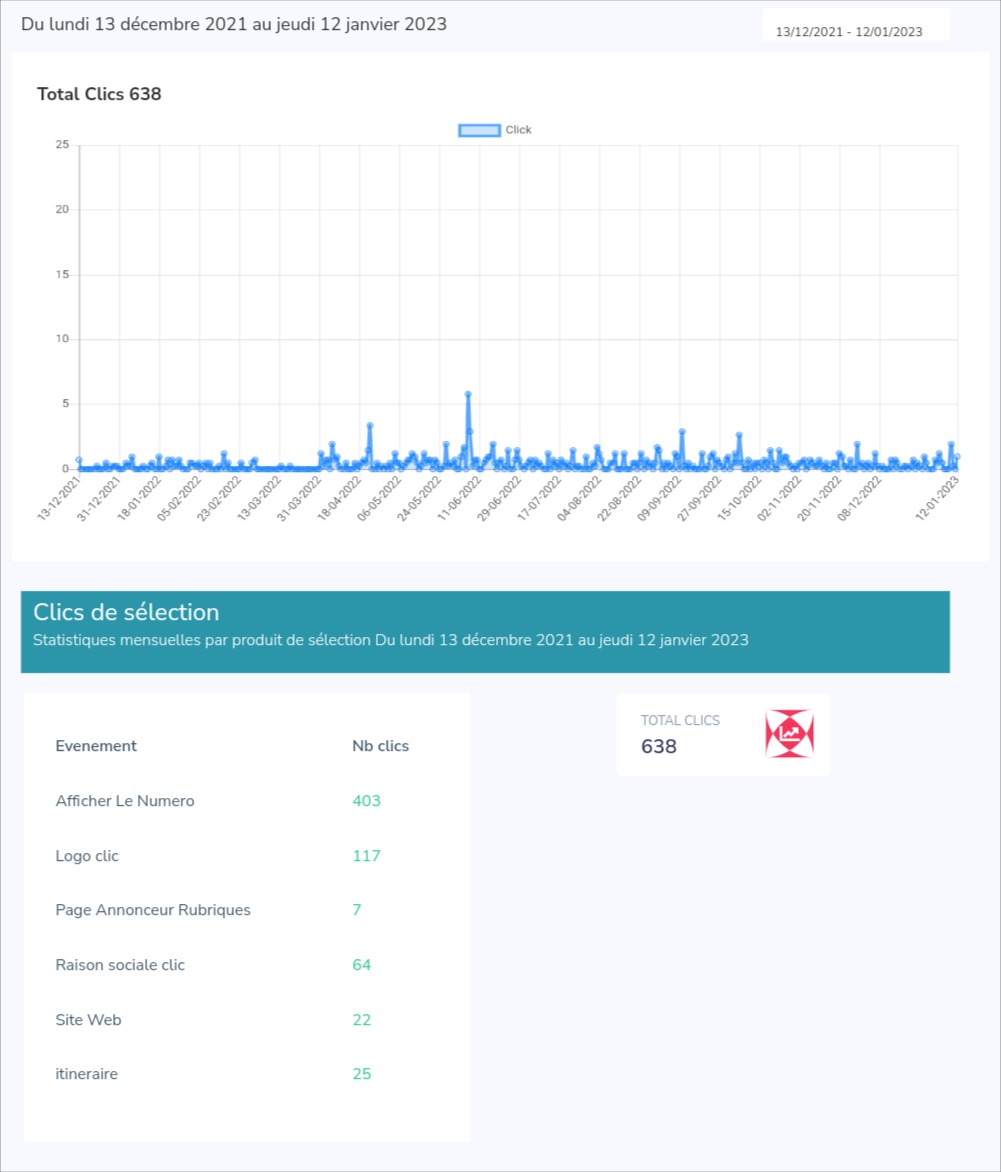 Du lundi 13 décembre 2021 au jeudi 12 janvier 2023
13/12/2021 - 12/01/2023
Total Clics 638
Click
25
20
15
10
5
0
13-12-2021
31-12-2021
18-01-2022
05-02-2022
23-02-2022
13-03-2022
31-03-2022
18-04-2022
06-05-2022
24-05-2022
11-06-2022
29-06-2022
17-07-2022
04-08-2022
22-08-2022
09-09-2022
27-09-2022
15-10-2022
02-11-2022
20-11-2022
08-12-2022
12-01-2023
Clics de sélection
Statistiques mensuelles par produit de sélection Du lundi 13 décembre 2021 au jeudi 12 janvier 2023
Evenement Nb clics
Afficher Le Numero 403
Logo clic 117
Page Annonceur Rubriques 7
Raison sociale clic 64
Site Web 22
itineraire 25
TOTAL CLICS
638